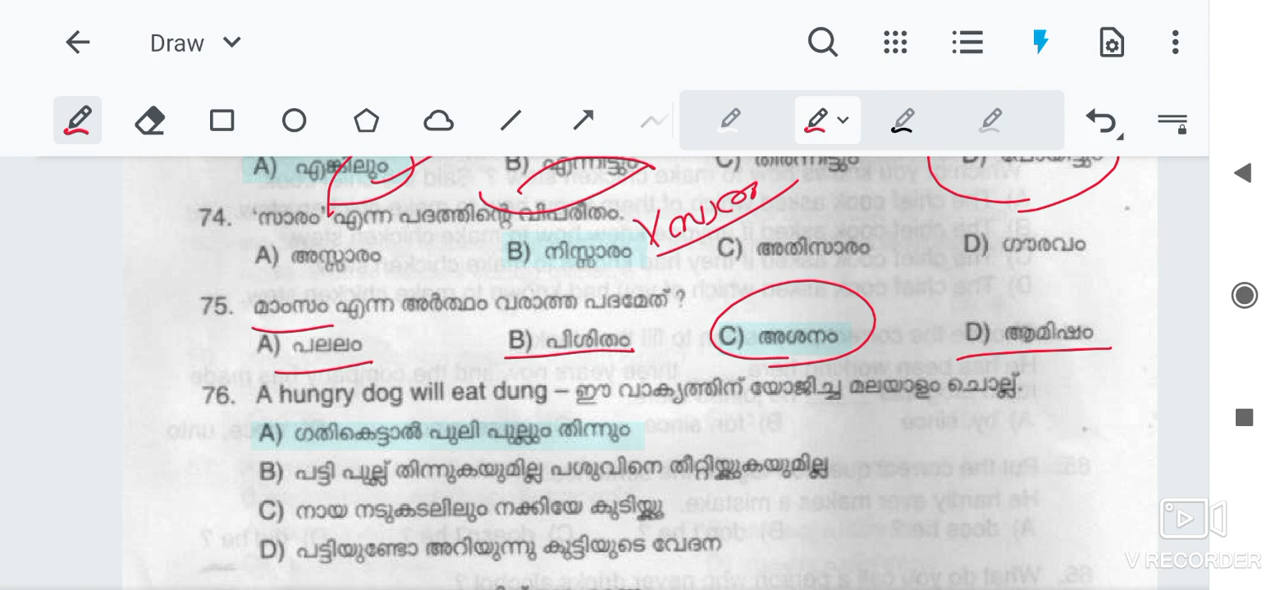 Draw
A) എങ്കിലും B) എന്നിട്ടും C) തിന്നിട്ടും D) പോയിട്ടും
74. 'സാരം' എന്ന പദത്തിന്റെ വിപരീതം.
A) അസ്സാരം B) നിസ്സാരം C) അതിസാരം D) ഗൗരവം
75. മാംസം എന്ന അർത്ഥം വരാത്ത പദമേത് ?
A) പലലം B) പിശിതം C) അശനം D) ആമിഷം
76. A hungry dog will eat dung – ഈ വാക്യത്തിന് യോജിച്ച മലയാളം ചൊല്ല്.
A) ഗതികെട്ടാൽ പുലി പുല്ലും തിന്നും
B) പട്ടി പുല്ല് തിന്നുകയുമില്ല പശുവിനെ തീറ്റിയ്ക്കുകയുമില്ല
C) നായ നടുകടലിലും നക്കിയേ കുടിയ്ക്കൂ
D) പട്ടിയുണ്ടോ അറിയുന്നു കുട്ടിയുടെ വേദന
V RECORDER